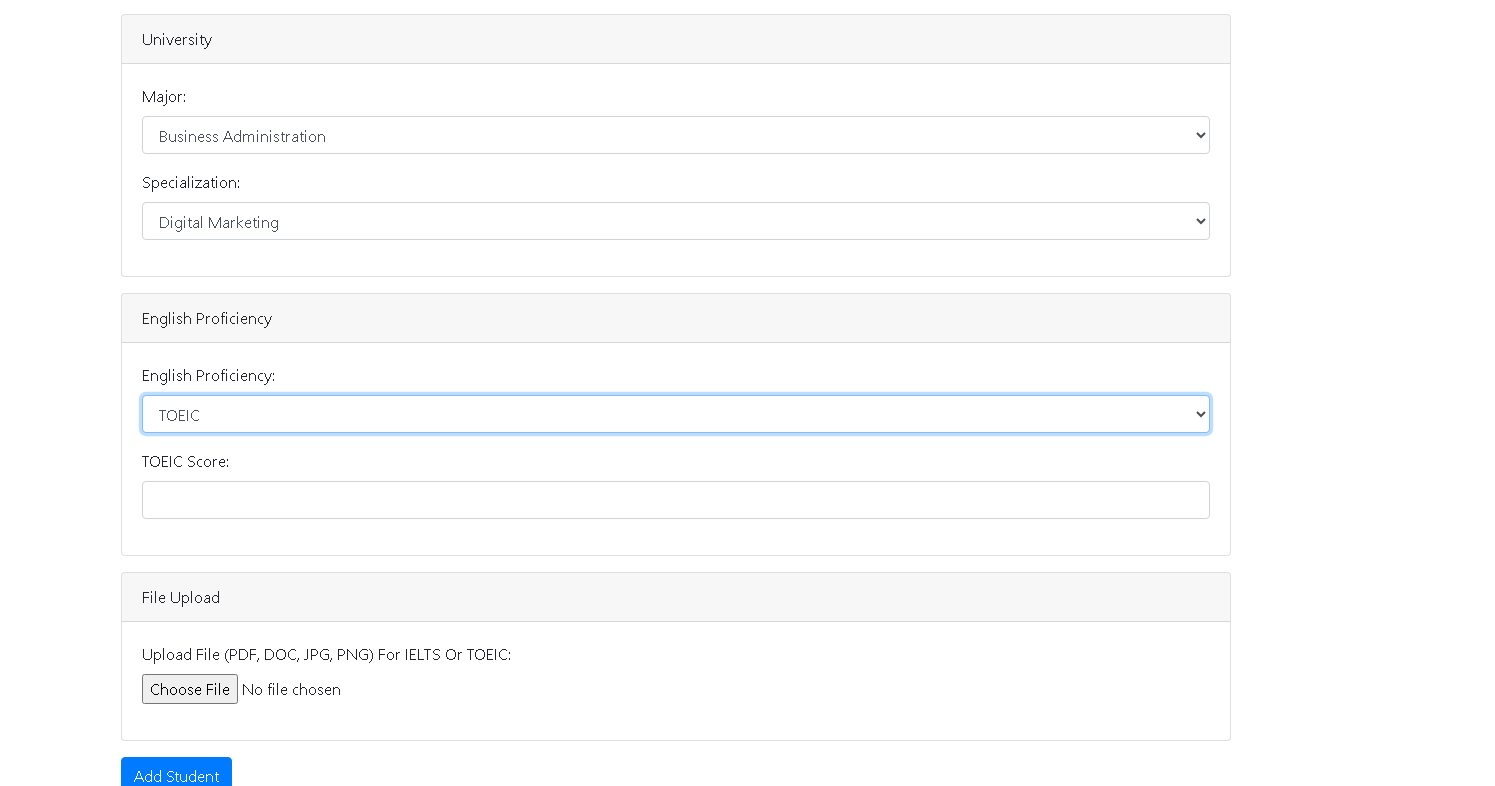 University
Major:
Business Administration
Specialization:
Digital Marketing
English Proficiency
English Proficiency:
TOEIC
TOEIC Score:
File Upload
Upload File (PDF, DOC, JPG, PNG) For IELTS Or TOEIC:
Choose File No file chosen
Add Student